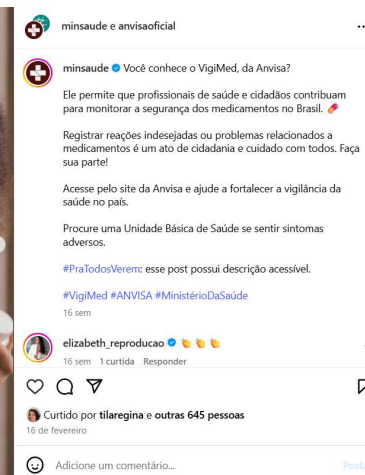 minsaude e anvisaoficial
minsaude Você conhece o VigiMed, da Anvisa?
Ele permite que profissionais de saúde e cidadãos contribuam
para monitorar a segurança dos medicamentos no Brasil.
Registrar reações indesejadas ou problemas relacionados a
medicamentos é um ato de cidadania e cuidado com todos. Faça
sua parte!
Acesse pelo site da Anvisa e ajude a fortalecer a vigilância da
saúde no país.
Procure uma Unidade Básica de Saúde se sentir sintomas
adversos.
#PraTodosVerem: esse post possui descrição acessível.
#VigiMed #ANVISA #MinistérioDaSaúde
16 sem
elizabeth_reproducao
16 sem 1 curtida Responder
Curtido por tilaregina e outras 645 pessoas
16 de fevereiro
Adicione um comentário...